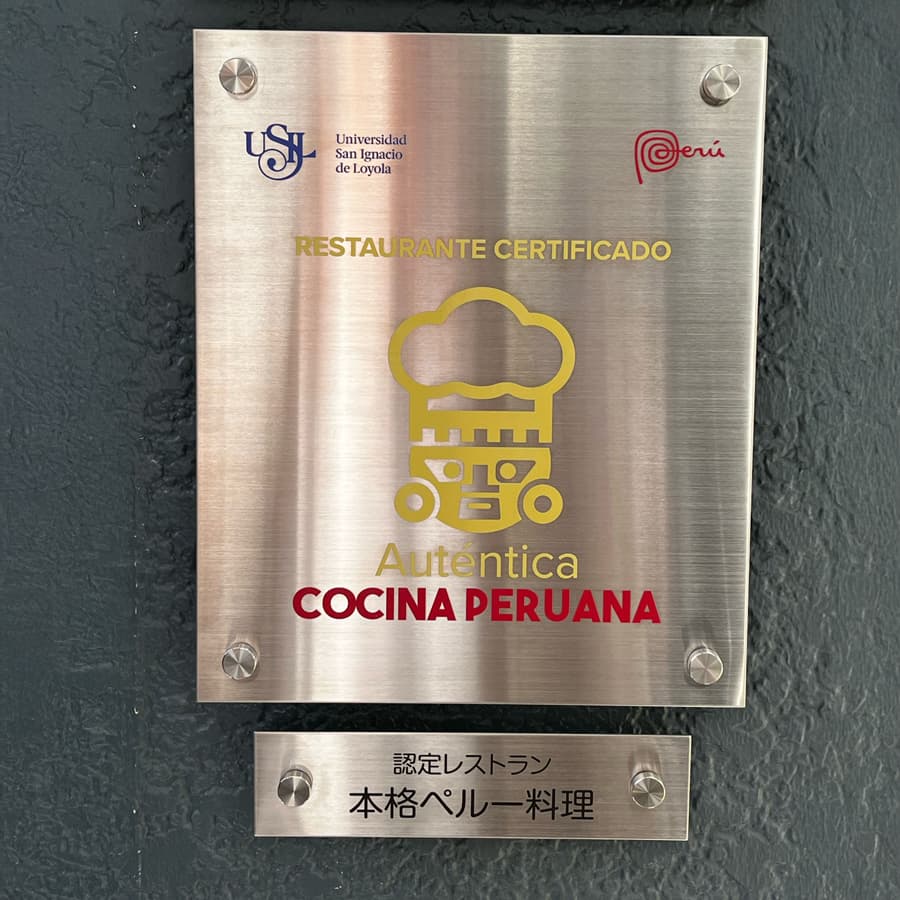 USIL
Universidad
San Ignacio
de Loyola
Perú
RESTAURANTE CERTIFICADO
Auténtica
COCINA PERUANA
認定レストラン
本格ペルー料理